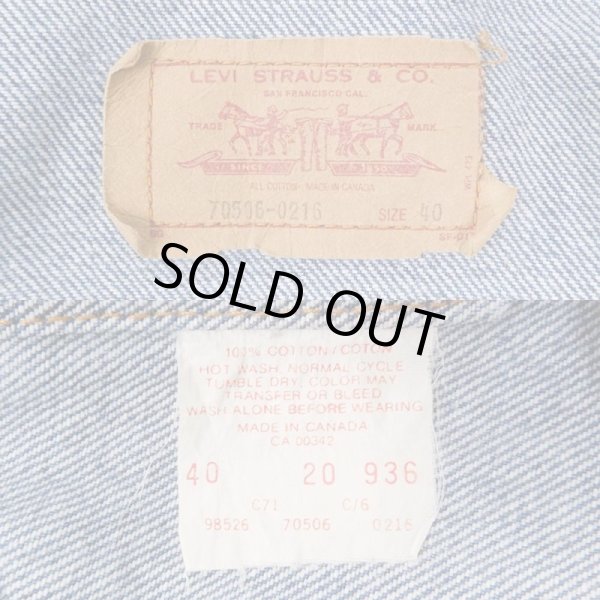 LEVI STRAUSS & CO.
SAN FRANCISCO CAL.
TRADE MARK
SINCE
ALL COTTON - MADE IN CANADA
70506-0216 SIZE 40
SOLD OUT
100% COTTON/COTON
HOT WASH, NORMAL CYCLE
TUMBLE DRY, COLOR MAY
TRANSFER OR BLEED
WASH ALONE BEFORE WEARING
MADE IN CANADA
CA 00342
40 20 936
C71 C/6
98526 70506 0216